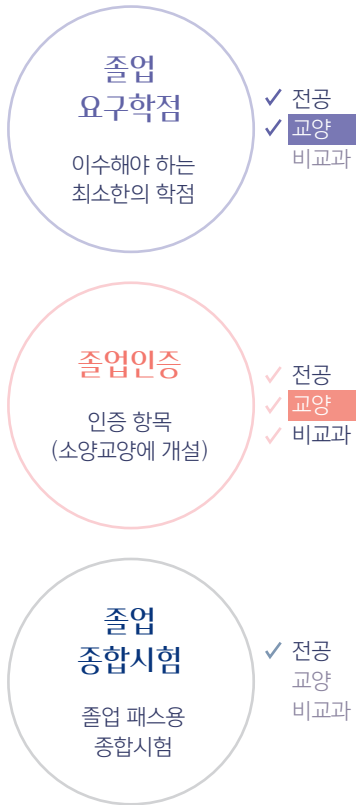 졸업
요구학점
이수해야 하는
최소한의 학점
✓ 전공
✓ 교양
비교과
졸업인증
인증 항목
(소양교양에 개설)
✓ 전공
✓ 교양
✓ 비교과
졸업
종합시험
졸업 패스용
종합시험
✓ 전공
교양
비교과